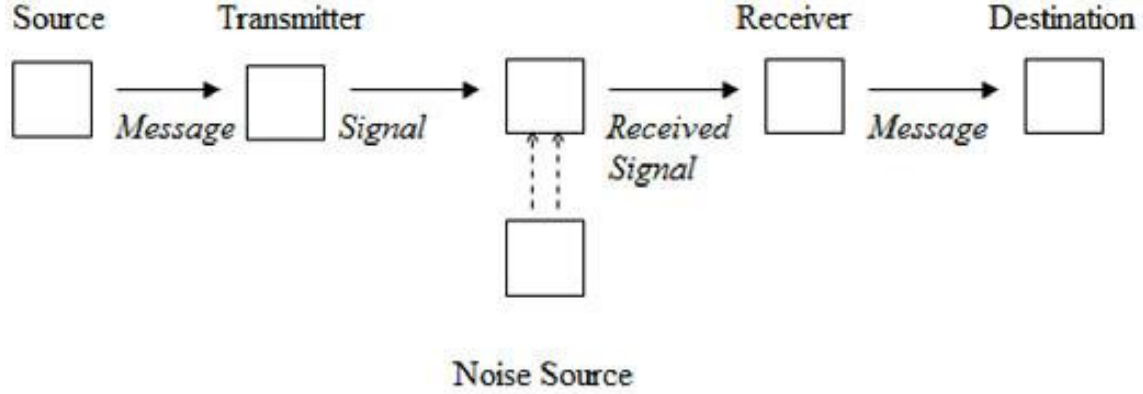 Source
Transmitter
Receiver
Destination
Message
Signal
Received
Signal
Message
Noise Source